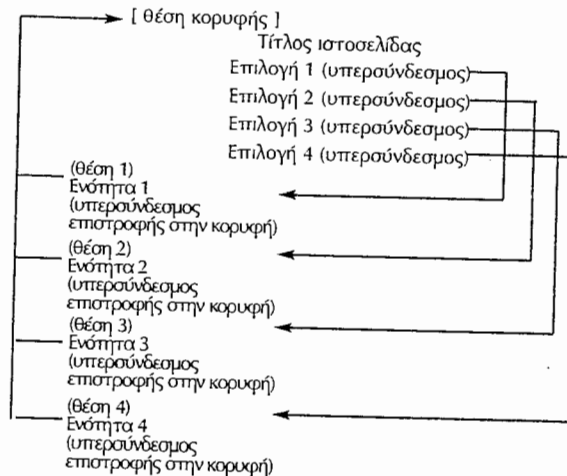 [ θέση κορυφής ]
Τίτλος ιστοσελίδας
Επιλογή 1 (υπερσύνδεσμος)
Επιλογή 2 (υπερσύνδεσμος)
Επιλογή 3 (υπερσύνδεσμος)
Επιλογή 4 (υπερσύνδεσμος)
(θέση 1)
Ενότητα 1
(υπερσύνδεσμος
επιστροφής στην κορυφή)
(θέση 2)
Ενότητα 2
(υπερσύνδεσμος
επιστροφής στην κορυφή)
(θέση 3)
Ενότητα 3
(υπερσύνδεσμος
επιστροφής στην κορυφή)
(θέση 4)
Ενότητα 4
(υπερσύνδεσμος
επιστροφής στην κορυφή)